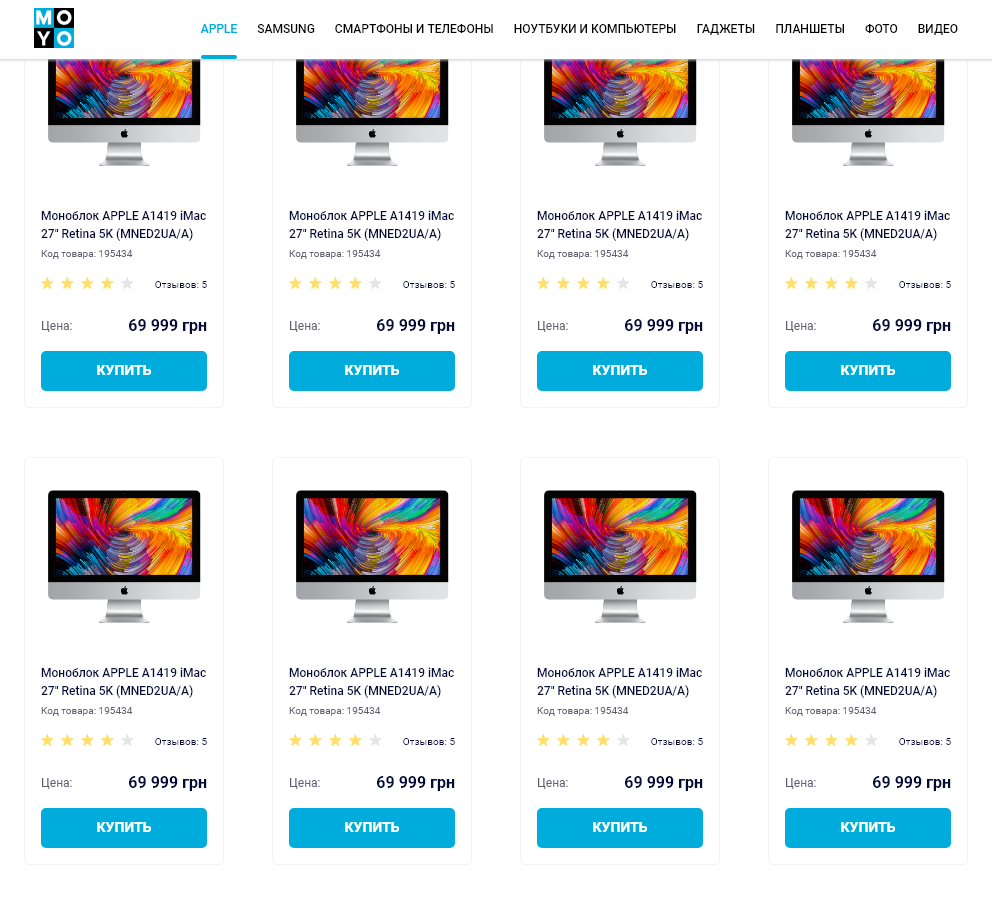 MO
YO
APPLE SAMSUNG СМАРТФОНЫ И ТЕЛЕФОНЫ НОУТБУКИ И КОМПЬЮТЕРЫ ГАДЖЕТЫ ПЛАНШЕТЫ ФОТО ВИДЕО
Моноблок APPLE A1419 iMac
27" Retina 5K (MNED2UA/A)
Код товара: 195434
Отзывов: 5
Цена: 69 999 грн
КУПИТЬ
Моноблок APPLE A1419 iMac
27" Retina 5K (MNED2UA/A)
Код товара: 195434
Отзывов: 5
Цена: 69 999 грн
КУПИТЬ
Моноблок APPLE A1419 iMac
27" Retina 5K (MNED2UA/A)
Код товара: 195434
Отзывов: 5
Цена: 69 999 грн
КУПИТЬ
Моноблок APPLE A1419 iMac
27" Retina 5K (MNED2UA/A)
Код товара: 195434
Отзывов: 5
Цена: 69 999 грн
КУПИТЬ
Моноблок APPLE A1419 iMac
27" Retina 5K (MNED2UA/A)
Код товара: 195434
Отзывов: 5
Цена: 69 999 грн
КУПИТЬ
Моноблок APPLE A1419 iMac
27" Retina 5K (MNED2UA/A)
Код товара: 195434
Отзывов: 5
Цена: 69 999 грн
КУПИТЬ
Моноблок APPLE A1419 iMac
27" Retina 5K (MNED2UA/A)
Код товара: 195434
Отзывов: 5
Цена: 69 999 грн
КУПИТЬ
Моноблок APPLE A1419 iMac
27" Retina 5K (MNED2UA/A)
Код товара: 195434
Отзывов: 5
Цена: 69 999 грн
КУПИТЬ